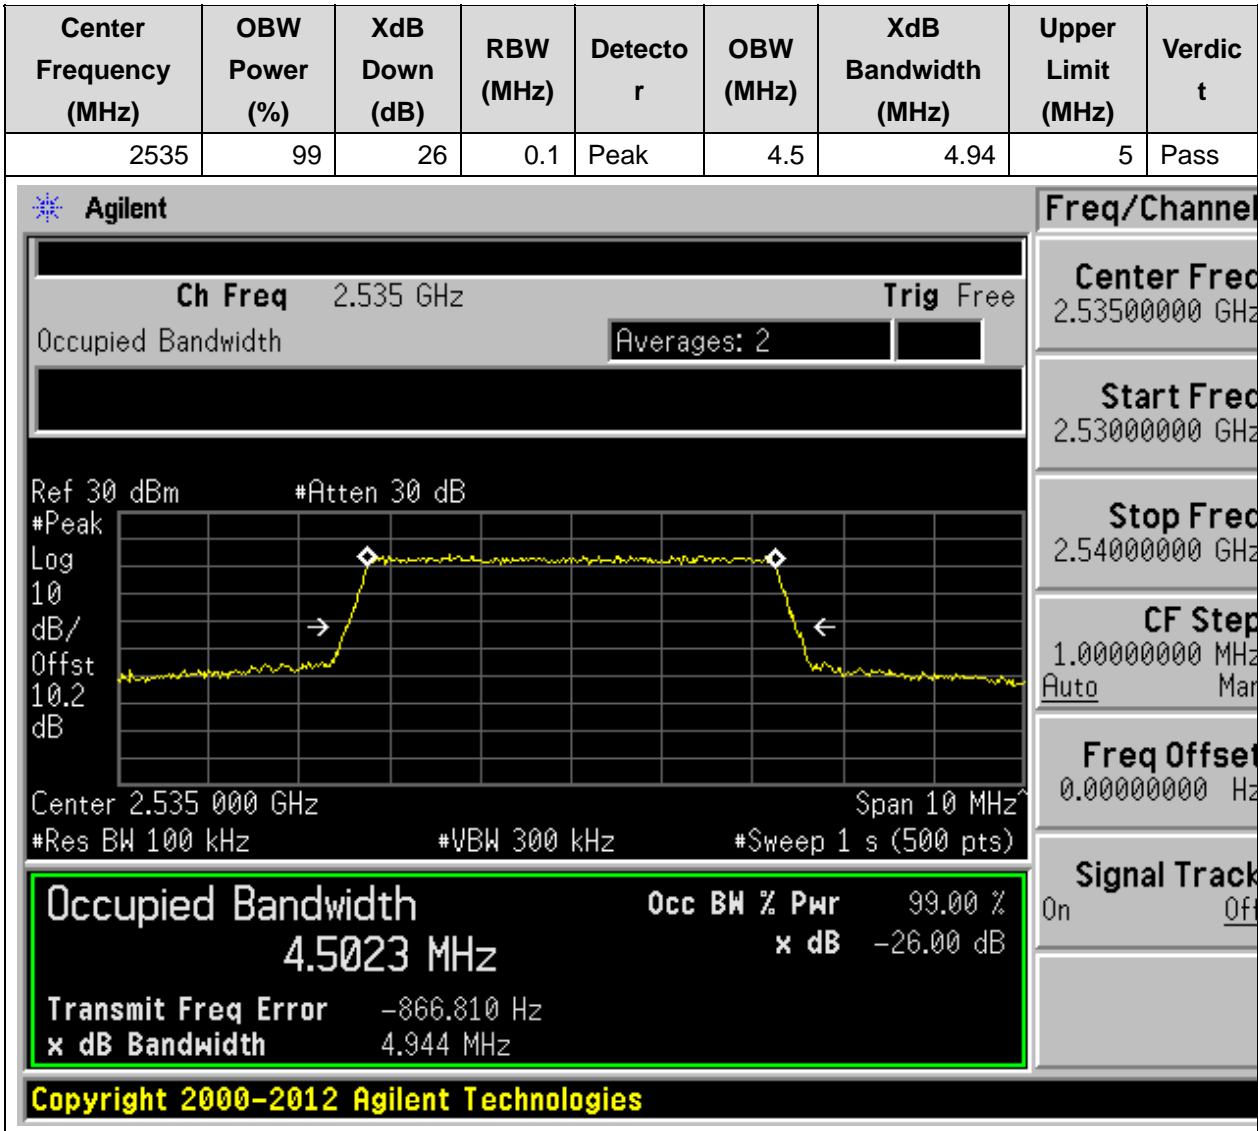 Center Frequency (MHz) OBW Power (%) XdB Down (dB) RBW (MHz) Detecto r OBW (MHz) XdB Bandwidth (MHz) Upper Limit (MHz) Verdic t
2535 99 26 0.1 Peak 4.5 4.94 5 Pass
Agilent
Freq/Channel
Ch Freq 2.535 GHz Trig Free
Occupied Bandwidth Averages: 2
Center Freq
2.53500000 GHz
Start Freq
2.53000000 GHz
Stop Freq
2.54000000 GHz
CF Step
1.00000000 MHz
Auto Man
Freq Offset
0.00000000 Hz
Signal Track
On Off
Ref 30 dBm #Atten 30 dB
#Peak
Log
10
dB/
Offst
10.2
dB
Center 2.535 000 GHz Span 10 MHz^
#Res BW 100 kHz #VBW 300 kHz #Sweep 1 s (500 pts)
Occupied Bandwidth Occ BW % Pwr 99.00 %
4.5023 MHz x dB -26.00 dB
Transmit Freq Error -866.810 Hz
x dB Bandwidth 4.944 MHz
Copyright 2000-2012 Agilent Technologies